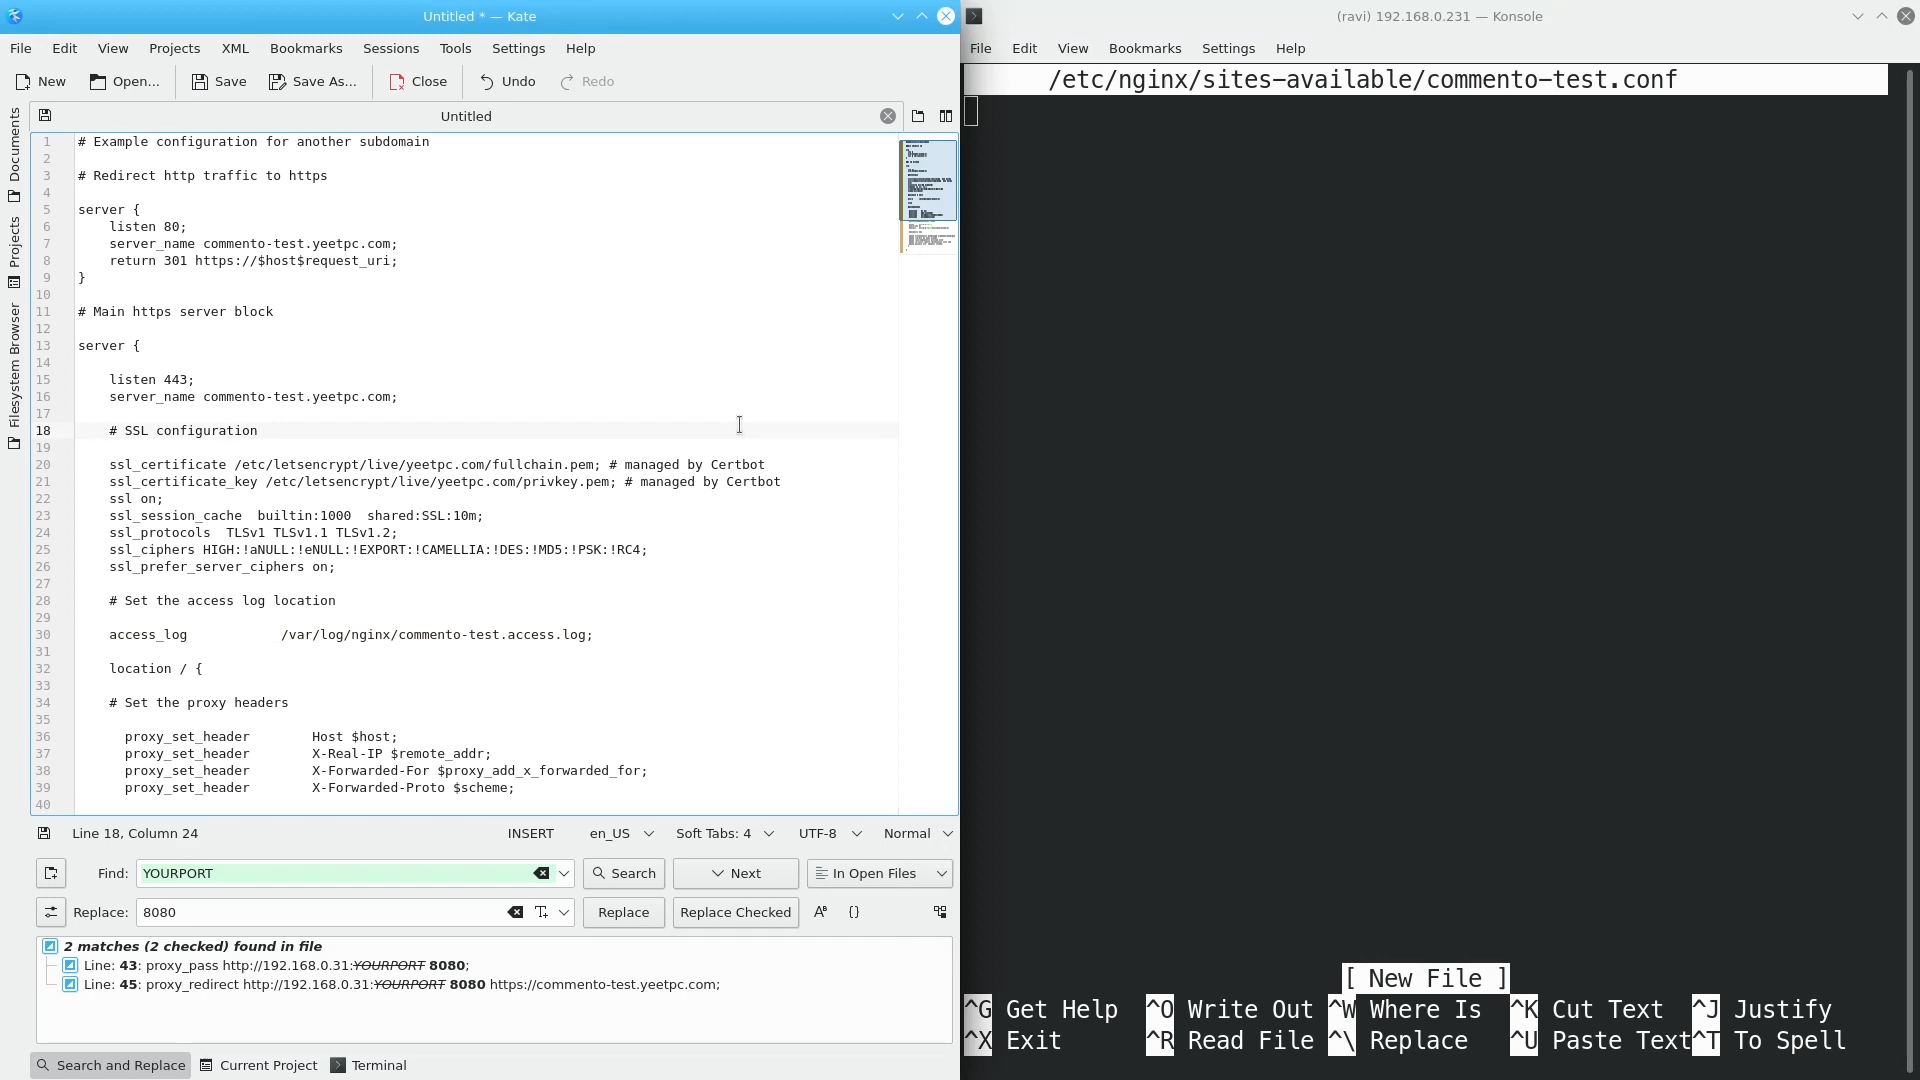 Untitled * — Kate
File Edit View Projects XML Bookmarks Sessions Tools Settings Help
New Open... Save Save As... Close Undo Redo
Untitled
Documents
Projects
Filesystem Browser
1 # Example configuration for another subdomain
2
3 # Redirect http traffic to https
4
5 server {
6 listen 80;
7 server_name commento-test.yeetpc.com;
8 return 301 https://$host$request_uri;
9 }
10
11 # Main https server block
12
13 server {
14
15 listen 443;
16 server_name commento-test.yeetpc.com;
17
18 # SSL configuration
19
20 ssl_certificate /etc/letsencrypt/live/yeetpc.com/fullchain.pem; # managed by Certbot
21 ssl_certificate_key /etc/letsencrypt/live/yeetpc.com/privkey.pem; # managed by Certbot
22 ssl on;
23 ssl_session_cache  builtin:1000  shared:SSL:10m;
24 ssl_protocols  TLSv1 TLSv1.1 TLSv1.2;
25 ssl_ciphers HIGH:!aNULL:!eNULL:!EXPORT:!CAMELLIA:!DES:!MD5:!PSK:!RC4;
26 ssl_prefer_server_ciphers on;
27
28 # Set the access log location
29
30 access_log            /var/log/nginx/commento-test.access.log;
31
32 location / {
33
34 # Set the proxy headers
35
36 proxy_set_header        Host $host;
37 proxy_set_header        X-Real-IP $remote_addr;
38 proxy_set_header        X-Forwarded-For $proxy_add_x_forwarded_for;
39 proxy_set_header        X-Forwarded-Proto $scheme;
40
Line 18, Column 24 INSERT en_US Soft Tabs: 4 UTF-8 Normal
Find: YOURPORT Search Next In Open Files
Replace: 8080 Replace Replace Checked AB {}
2 matches (2 checked) found in file
Line: 43: proxy_pass http://192.168.0.31:YOURPORT 8080;
Line: 45: proxy_redirect http://192.168.0.31:YOURPORT 8080 https://commento-test.yeetpc.com;
Search and Replace Current Project Terminal
(ravi) 192.168.0.231 — Konsole
File Edit View Bookmarks Settings Help
/etc/nginx/sites-available/commento-test.conf
[ New File ]
^G Get Help ^O Write Out ^W Where Is ^K Cut Text ^J Justify
^X Exit ^R Read File ^\ Replace ^U Paste Text^T To Spell